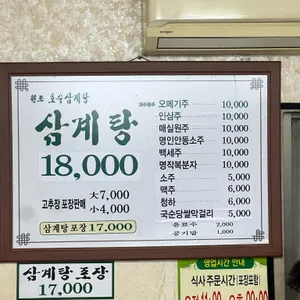 원조 호수삼계탕
삼계탕
18,000
고추장 포장판매 大 7,000
小 4,000
삼계탕 포장 17,000
제주명주 오메기주 10,000
인삼주 10,000
매실원주 10,000
명인안동소주 10,000
백세주 10,000
명작복분자 10,000
소주 5,000
맥주 5,000
청하 6,000
국순당쌀막걸리 5,000
음료수 2,000
공기밥 1,000
삼계탕 포장
17,000
영업시간 안내
식사 주문시간 (포장포함)